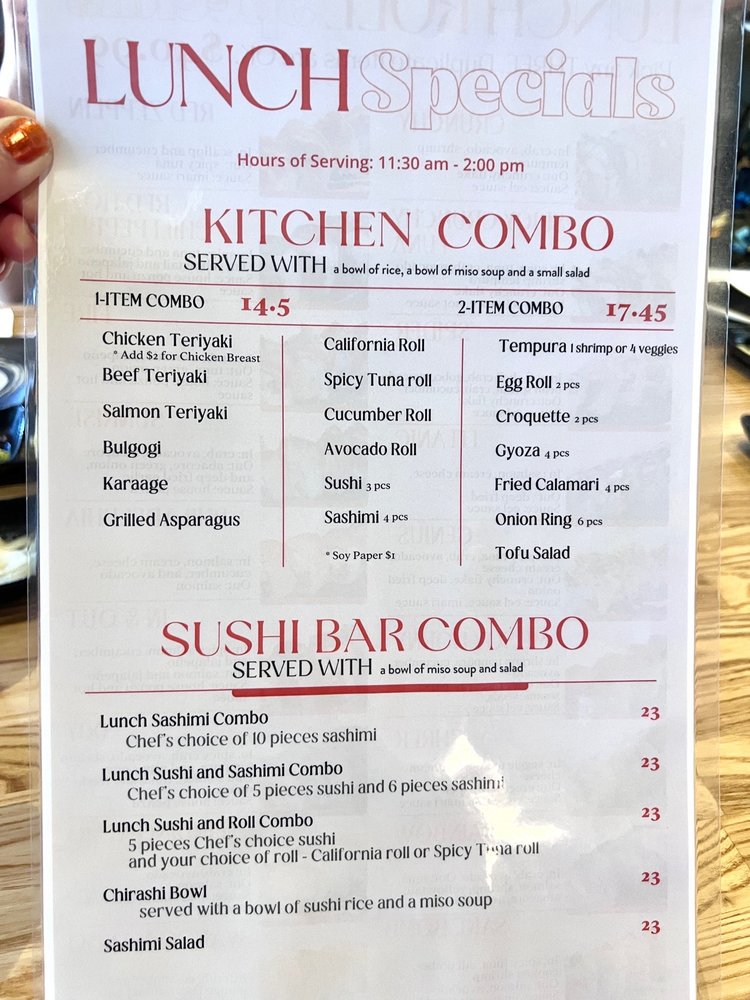 LUNCH Specials
Hours of Serving: 11:30 am - 2:00 pm
KITCHEN COMBO
SERVED WITH a bowl of rice, a bowl of miso soup and a small salad
1-ITEM COMBO 14.5 2-ITEM COMBO 17.45
Chicken Teriyaki
* Add $2 for Chicken Breast
Beef Teriyaki
Salmon Teriyaki
Bulgogi
Karaage
Grilled Asparagus
California Roll
Spicy Tuna roll
Cucumber Roll
Avocado Roll
Sushi 3 pcs
Sashimi 4 pcs
* Soy Paper $1
Tempura 1 shrimp or 4 veggies
Egg Roll 2 pcs
Croquette 2 pcs
Gyoza 4 pcs
Fried Calamari 4 pcs
Onion Ring 6 pcs
Tofu Salad
SUSHI BAR COMBO
SERVED WITH a bowl of miso soup and salad
Lunch Sashimi Combo 23
Chef's choice of 10 pieces sashimi
Lunch Sushi and Sashimi Combo 23
Chef's choice of 5 pieces sushi and 6 pieces sashimi
Lunch Sushi and Roll Combo 23
5 pieces Chef's choice sushi
and your choice of roll - California roll or Spicy Tuna roll
Chirashi Bowl 23
served with a bowl of sushi rice and a miso soup
Sashimi Salad 23